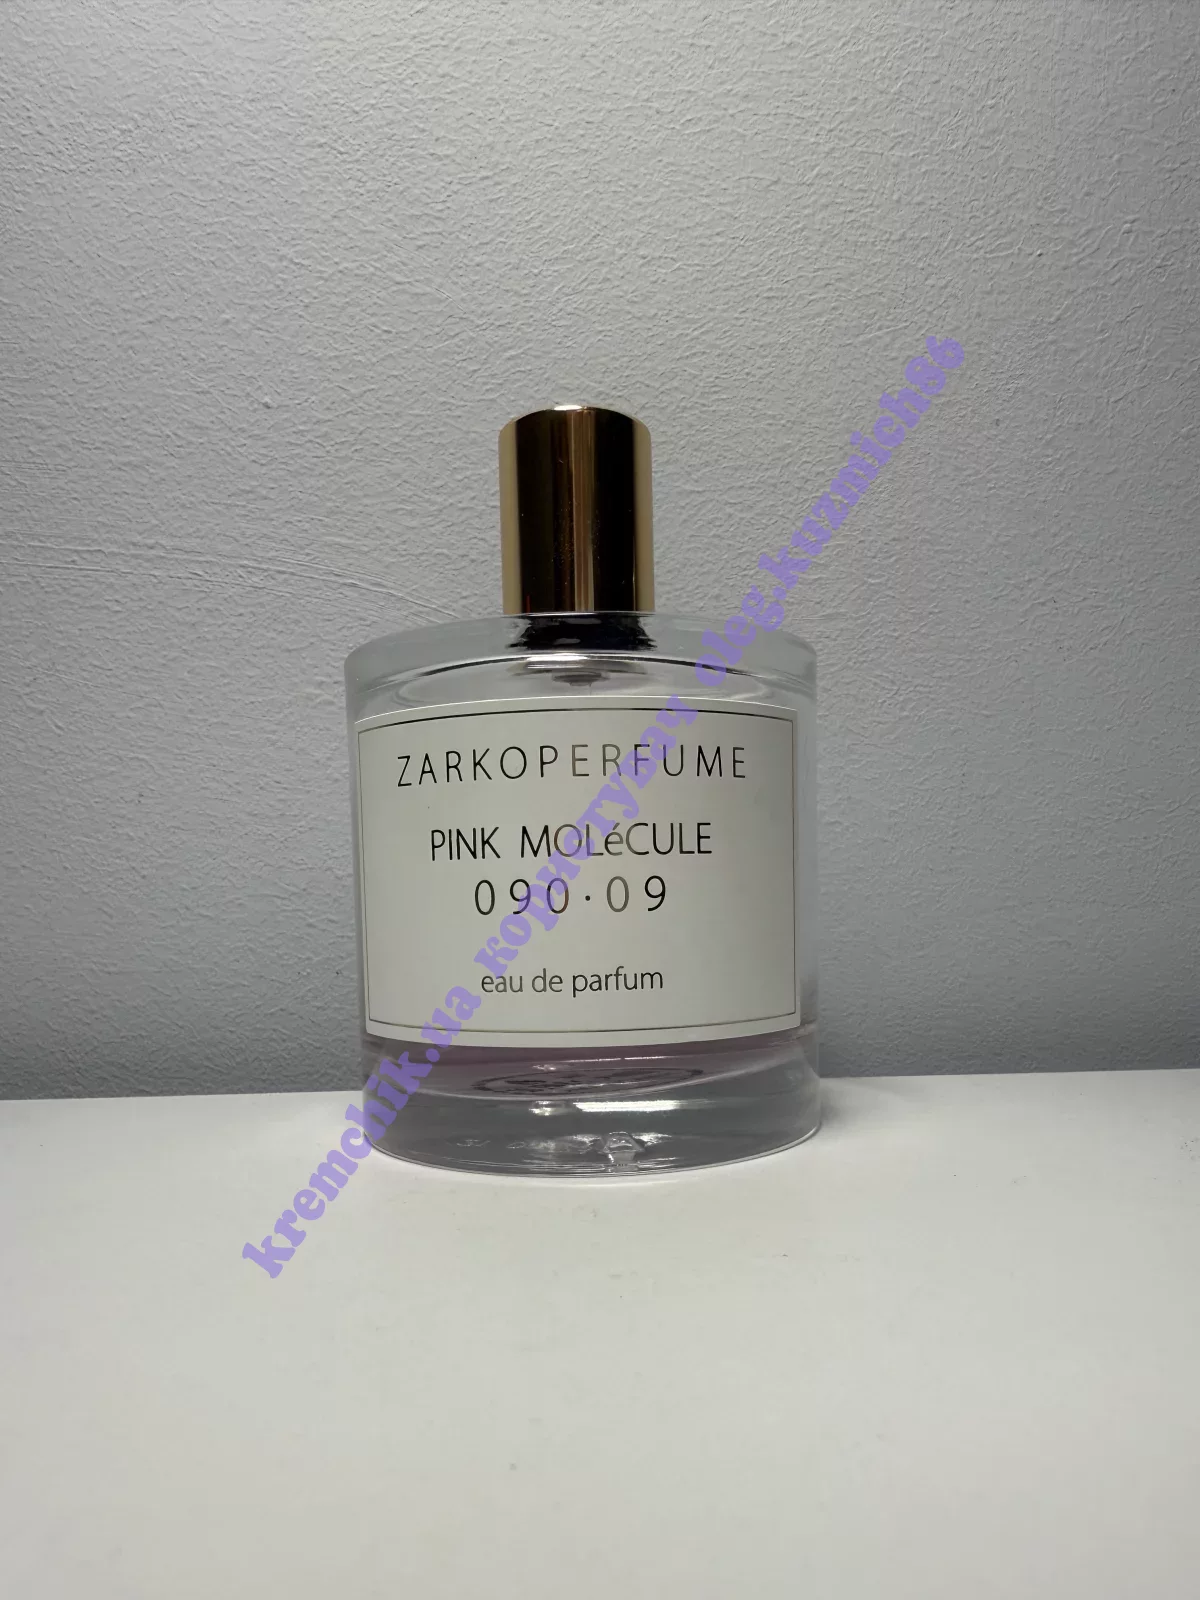 ZARKOPERFUME
PINK MOLéCULE
090·09
eau de parfum
kremchik.ua користувач oleg.kuzmich86